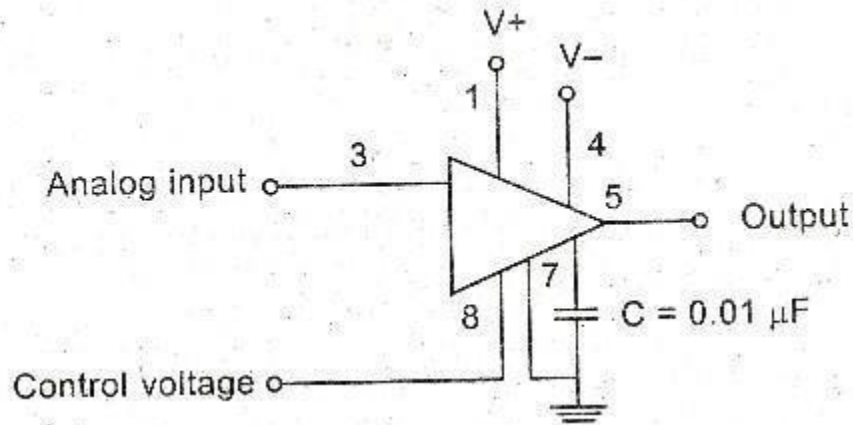 V+
V−
1
4
3
Analog input
5
Output
7
8
C = 0.01 μF
Control voltage